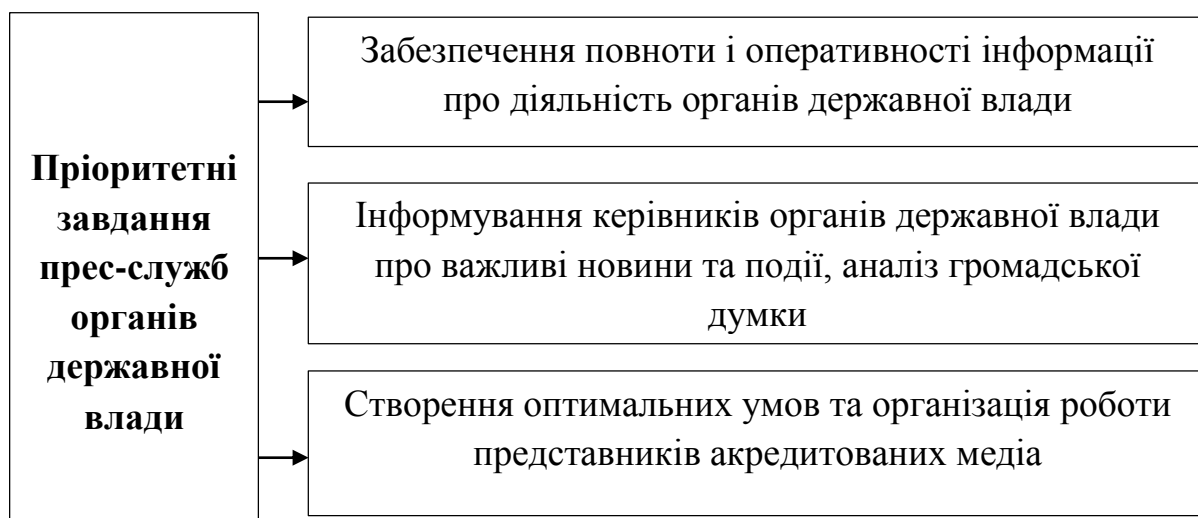 Пріоритетні
завдання
прес-служб
органів
державної
влади
Забезпечення повноти і оперативності інформації
про діяльність органів державної влади
Інформування керівників органів державної влади
про важливі новини та події, аналіз громадської
думки
Створення оптимальних умов та організація роботи
представників акредитованих медіа